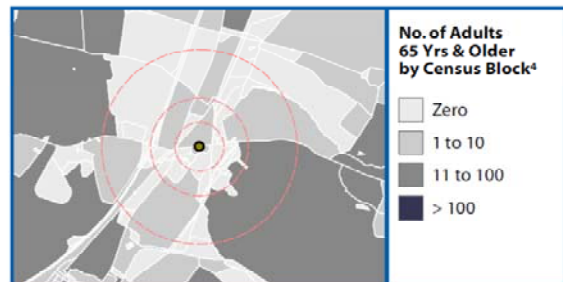 No. of Adults
65 Yrs & Older
by Census Block⁴
Zero
1 to 10
11 to 100
> 100